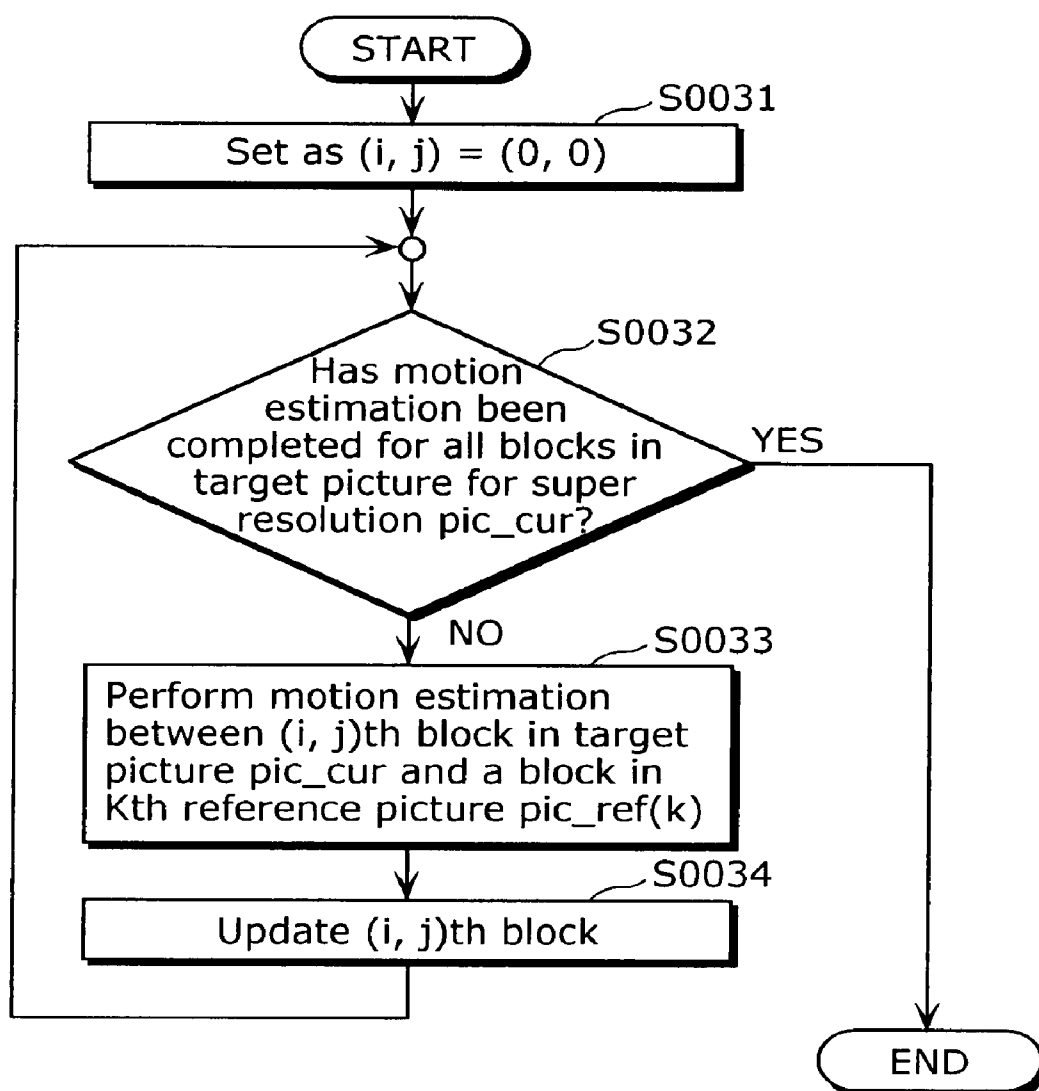 START
S0031
Set as (i, j) = (0, 0)
S0032
Has motion
estimation been
completed for all blocks in
target picture for super
resolution pic_cur?
YES
NO
S0033
Perform motion estimation
between (i, j)th block in target
picture pic_cur and a block in
Kth reference picture pic_ref(k)
S0034
Update (i, j)th block
END